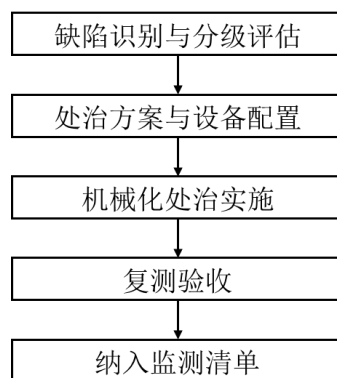 缺陷识别与分级评估
处治方案与设备配置
机械化处治实施
复测验收
纳入监测清单